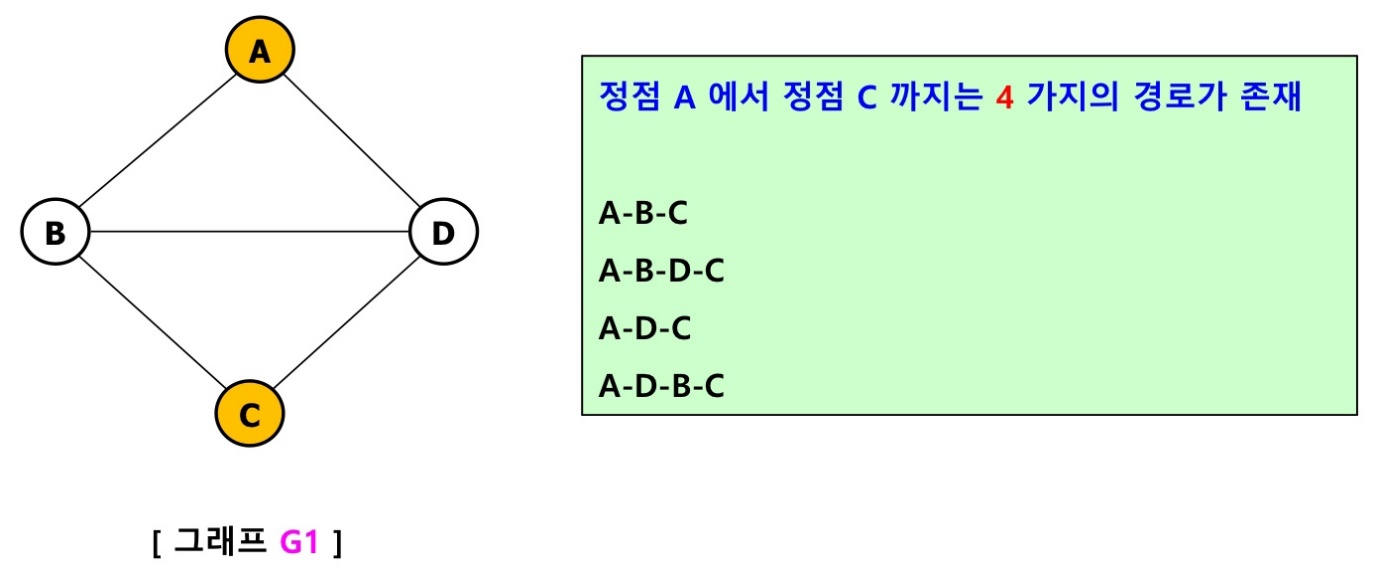 A
B
D
C
[ 그래프 G1 ]
정점 A 에서 정점 C 까지는 4 가지의 경로가 존재
A-B-C
A-B-D-C
A-D-C
A-D-B-C